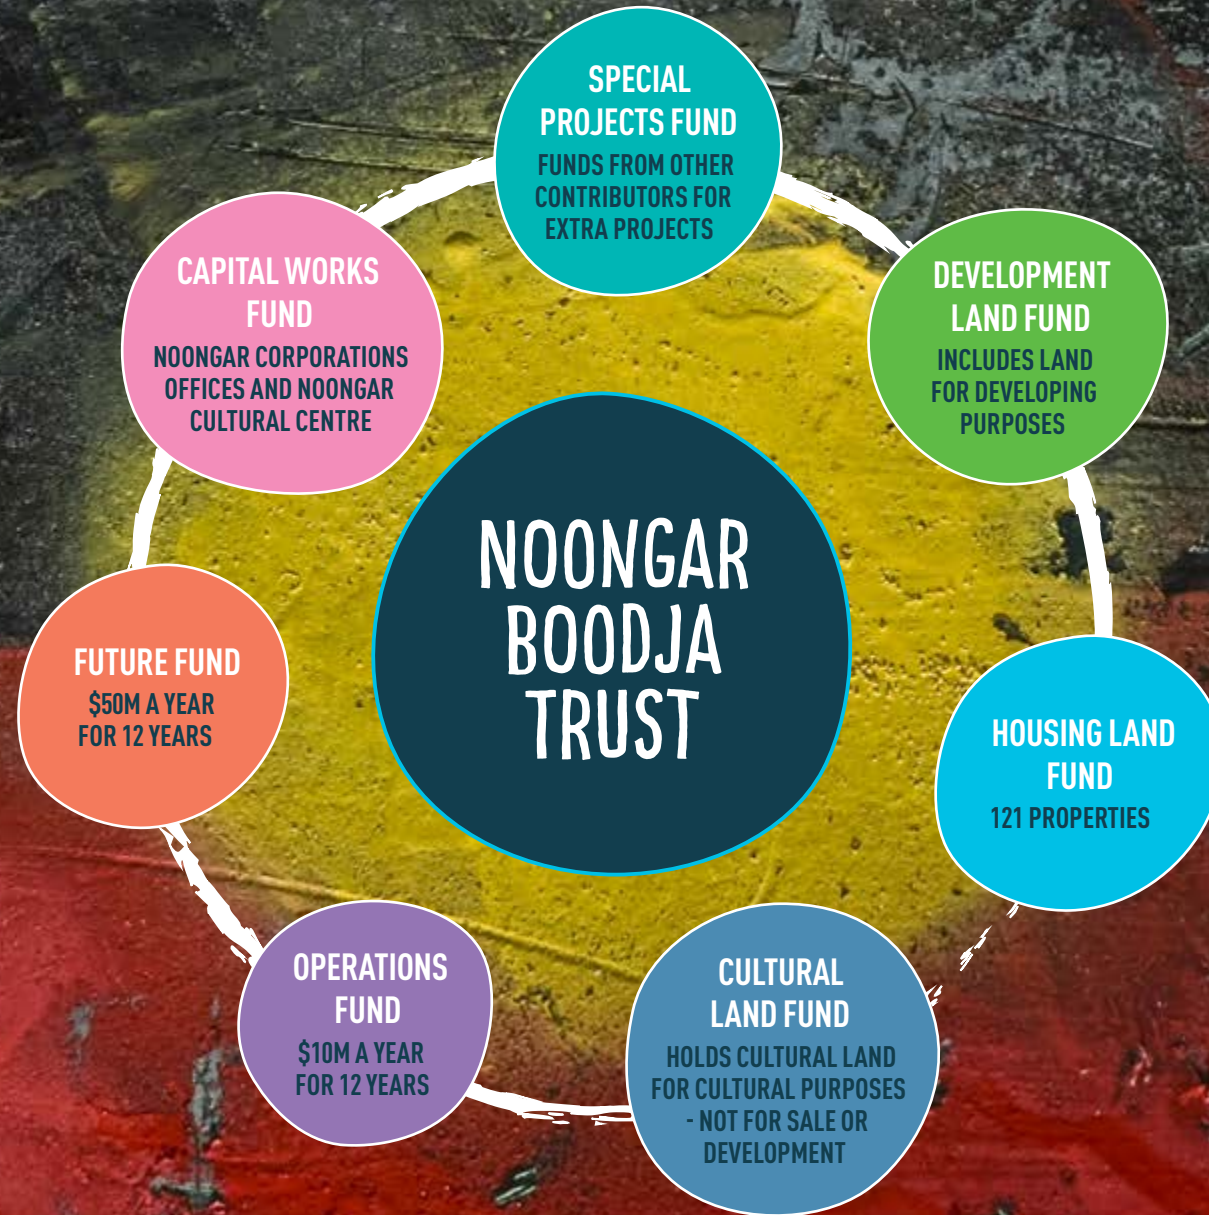 SPECIAL
PROJECTS FUND
FUNDS FROM OTHER
CONTRIBUTORS FOR
EXTRA PROJECTS
DEVELOPMENT
LAND FUND
INCLUDES LAND
FOR DEVELOPING
PURPOSES
HOUSING LAND
FUND
121 PROPERTIES
CULTURAL
LAND FUND
HOLDS CULTURAL LAND
FOR CULTURAL PURPOSES
- NOT FOR SALE OR
DEVELOPMENT
OPERATIONS
FUND
$10M A YEAR
FOR 12 YEARS
FUTURE FUND
$50M A YEAR
FOR 12 YEARS
CAPITAL WORKS
FUND
NOONGAR CORPORATIONS
OFFICES AND NOONGAR
CULTURAL CENTRE
NOONGAR
BOODJA
TRUST